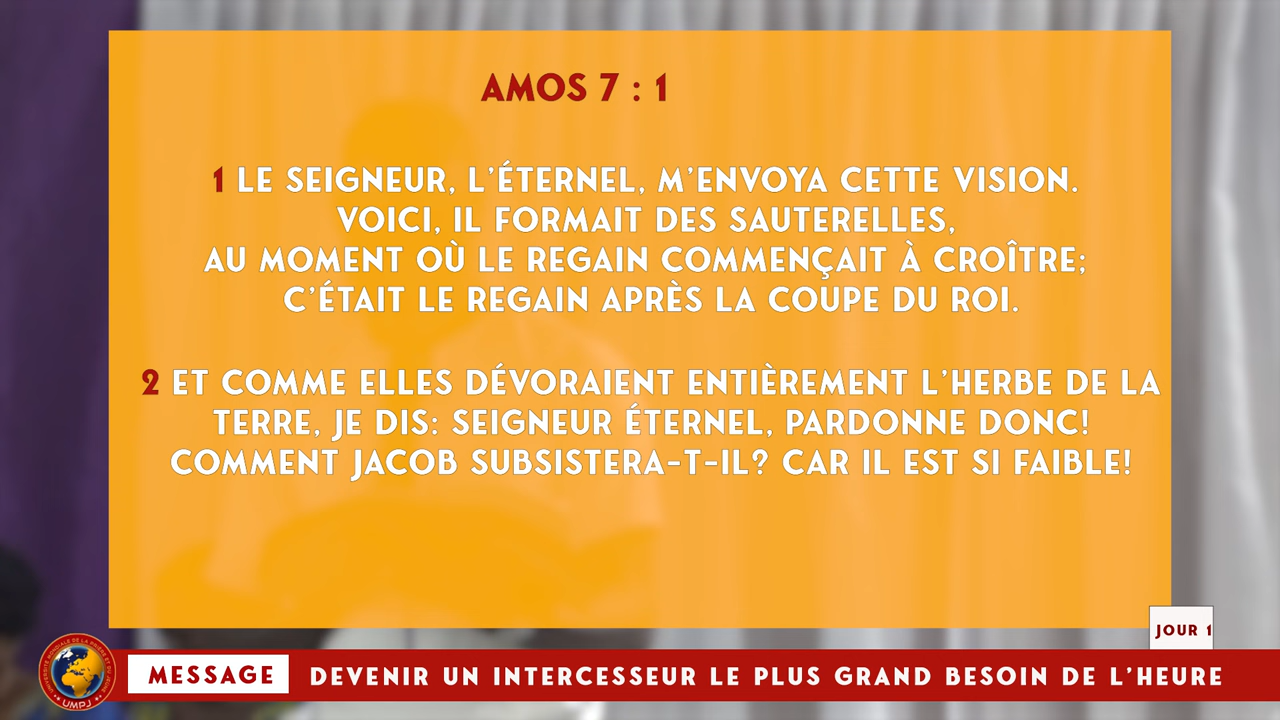 AMOS 7 : 1
1 LE SEIGNEUR, L'ÉTERNEL, M'ENVOYA CETTE VISION.
VOICI, IL FORMAIT DES SAUTERELLES,
AU MOMENT OÙ LE REGAIN COMMENÇAIT À CROÎTRE;
C'ÉTAIT LE REGAIN APRÈS LA COUPE DU ROI.
2 ET COMME ELLES DÉVORAIENT ENTIÈREMENT L'HERBE DE LA
TERRE, JE DIS: SEIGNEUR ÉTERNEL, PARDONNE DONC!
COMMENT JACOB SUBSISTERA-T-IL? CAR IL EST SI FAIBLE!
JOUR 1
MESSAGE
DEVENIR UN INTERCESSEUR LE PLUS GRAND BESOIN DE L'HEURE
UMPJ